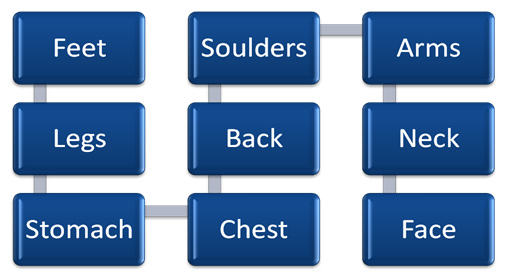 Feet
Legs
Stomach
Chest
Back
Soulders
Arms
Neck
Face